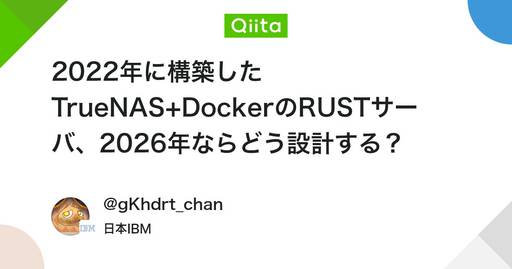 Qiita
2022年に構築した
TrueNAS+DockerのRUSTサー
バ、2026年ならどう設計する？
@gKhdrt_chan
IBM
日本IBM